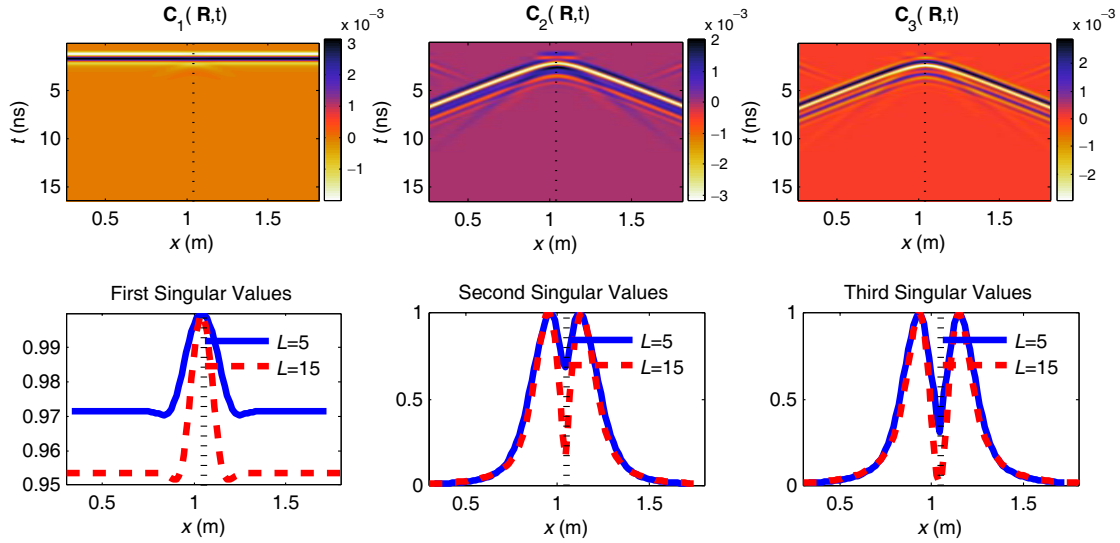 C₁( R,t)
x 10⁻³
3
2
1
0
−1
5
10
15
t (ns)
0.5
1
1.5
x (m)
C₂( R,t)
x 10⁻³
2
1
0
−1
−2
−3
5
10
15
t (ns)
0.5
1
1.5
x (m)
C₃( R,t)
x 10⁻³
2
1
0
−1
−2
5
10
15
t (ns)
0.5
1
1.5
x (m)
First Singular Values
0.99
0.98
0.97
0.96
0.95
L=5
L=15
0.5
1
1.5
x (m)
Second Singular Values
1
0.5
0
L=5
L=15
0.5
1
1.5
x (m)
Third Singular Values
1
0.5
0
L=5
L=15
0.5
1
1.5
x (m)